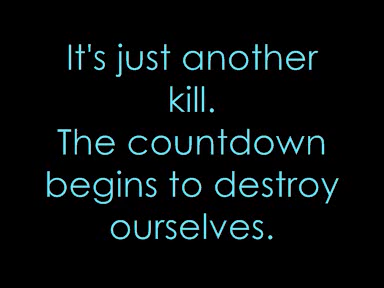 It's just another
kill.
The countdown
begins to destroy
ourselves.